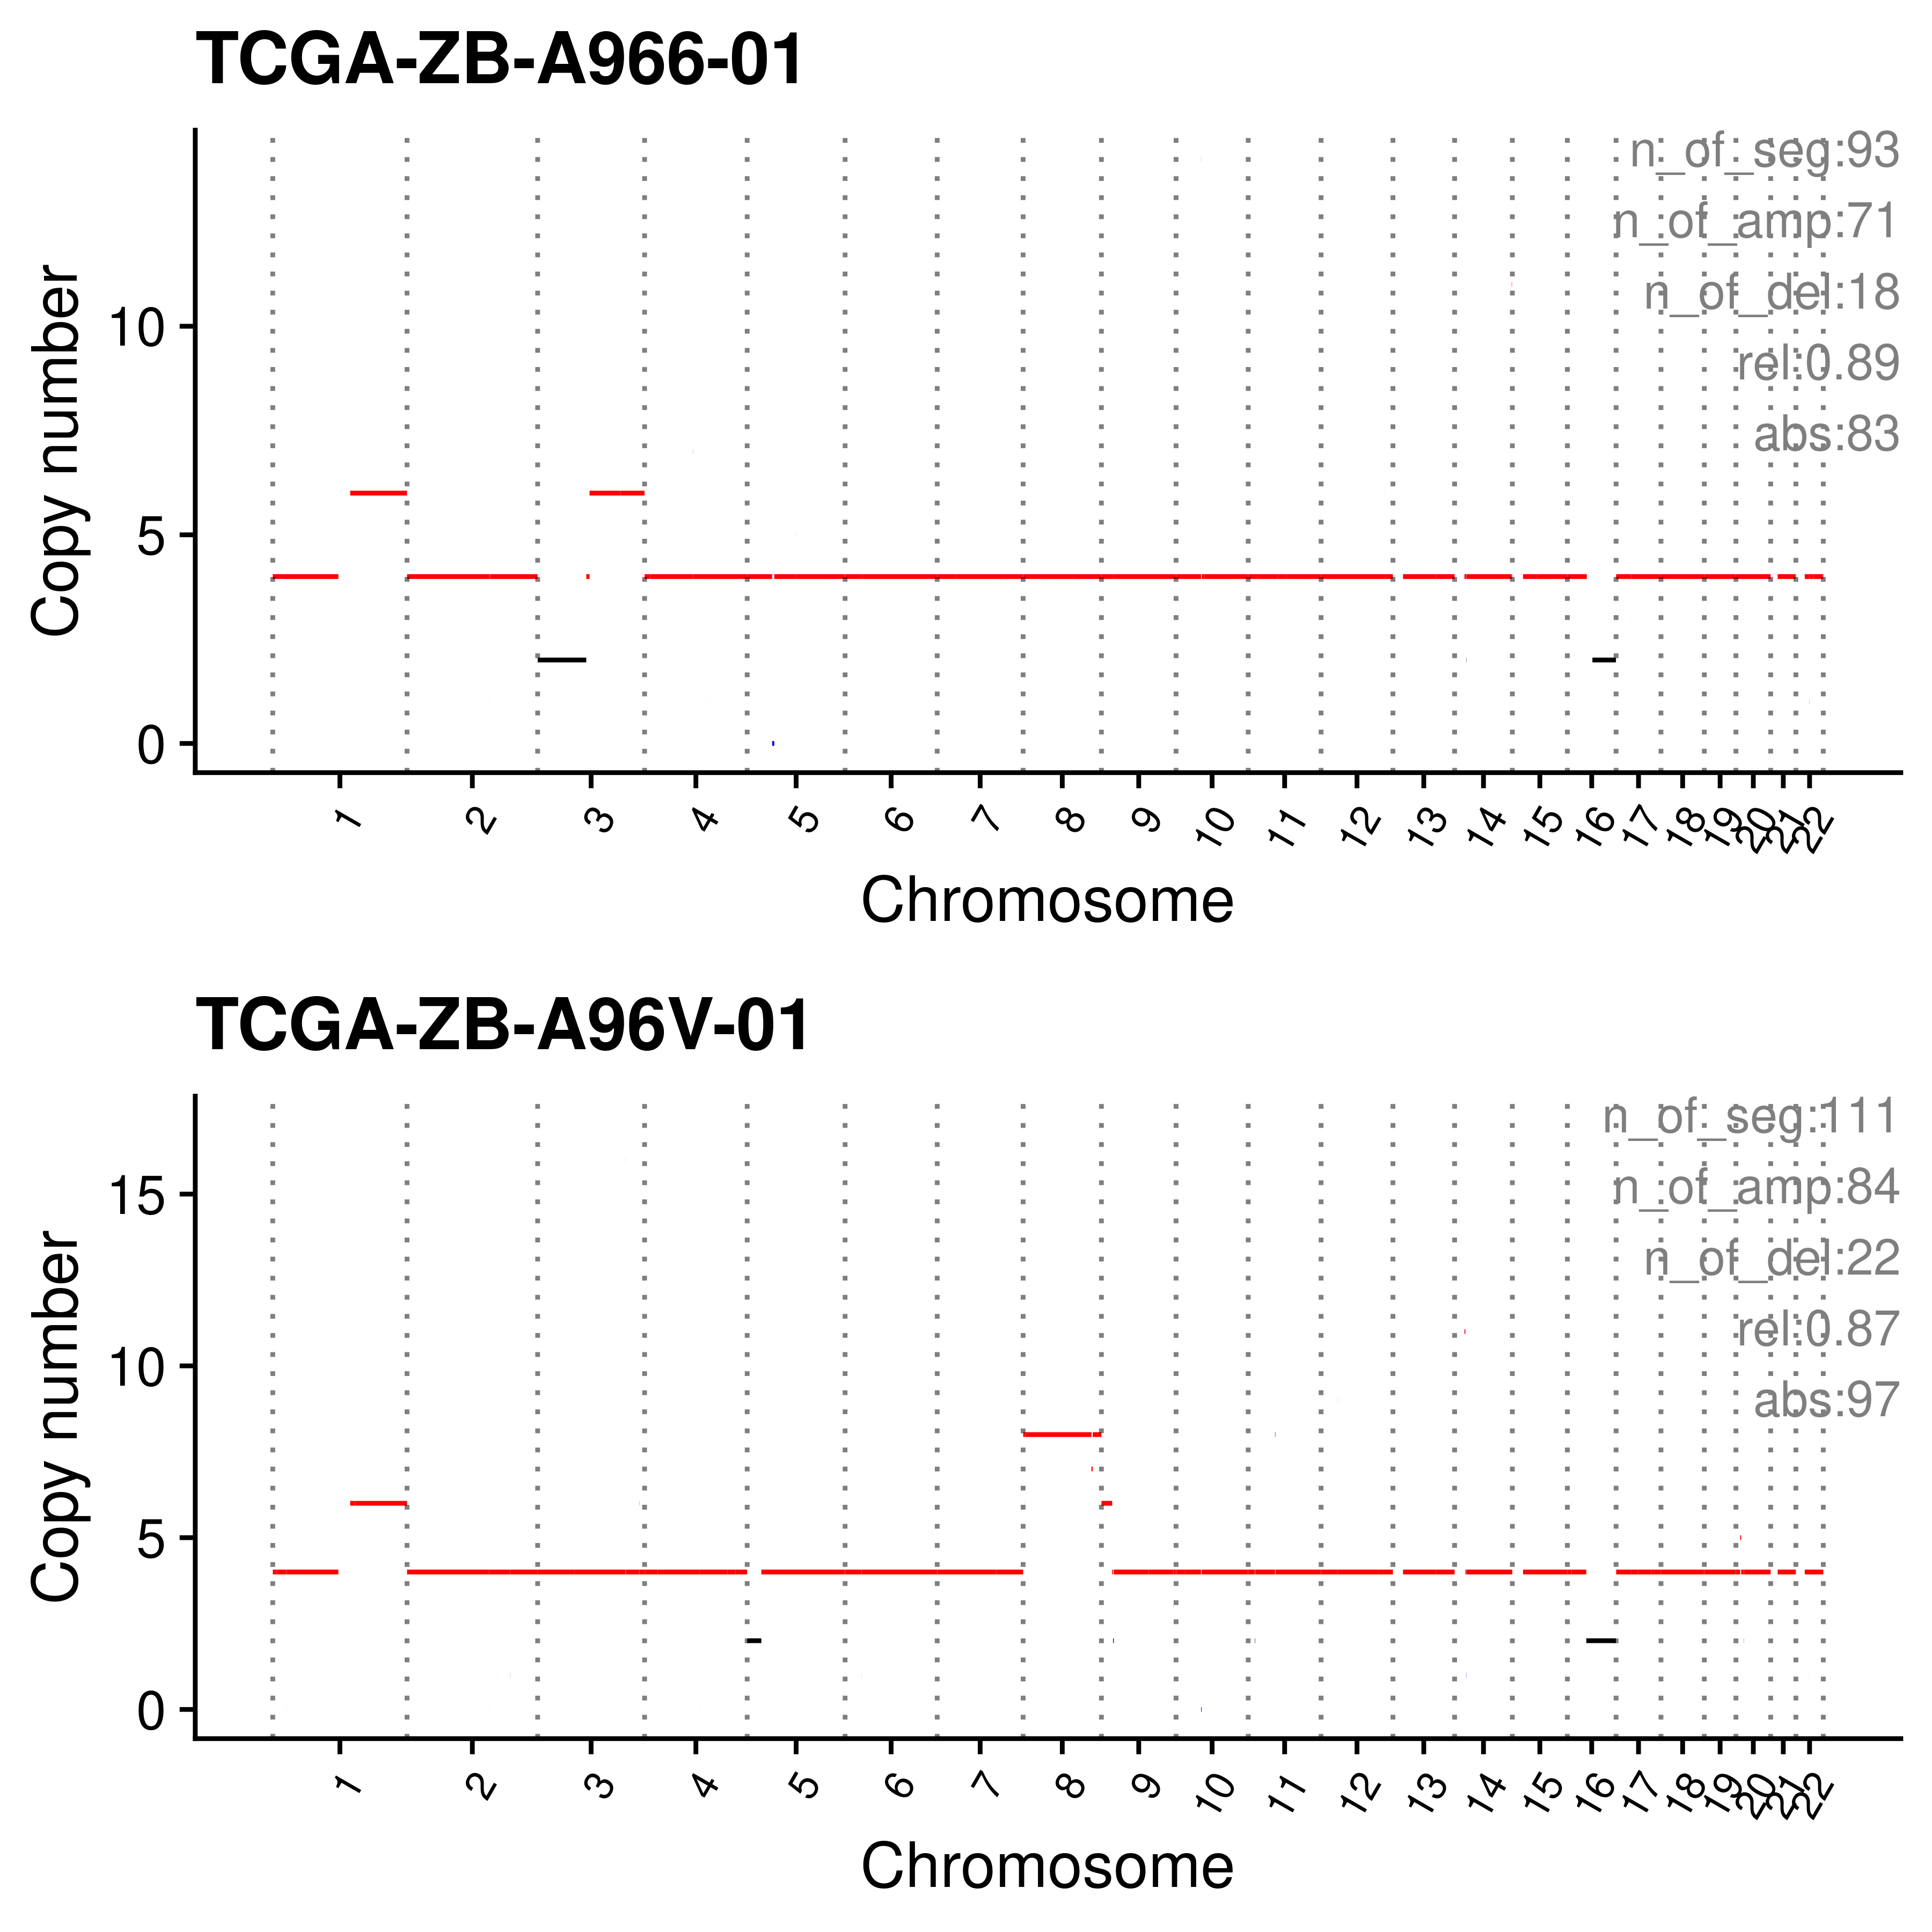 TCGA-ZB-A966-01
n_of_seg:93
n_of_amp:71
n_of_del:18
rel:0.89
abs:83
Copy number
10
5
0
1 2 3 4 5 6 7 8 9 10 11 12 13 14 15 16 17 18 19 20 21 22
Chromosome
TCGA-ZB-A96V-01
n_of_seg:111
n_of_amp:84
n_of_del:22
rel:0.87
abs:97
Copy number
15
10
5
0
1 2 3 4 5 6 7 8 9 10 11 12 13 14 15 16 17 18 19 20 21 22
Chromosome